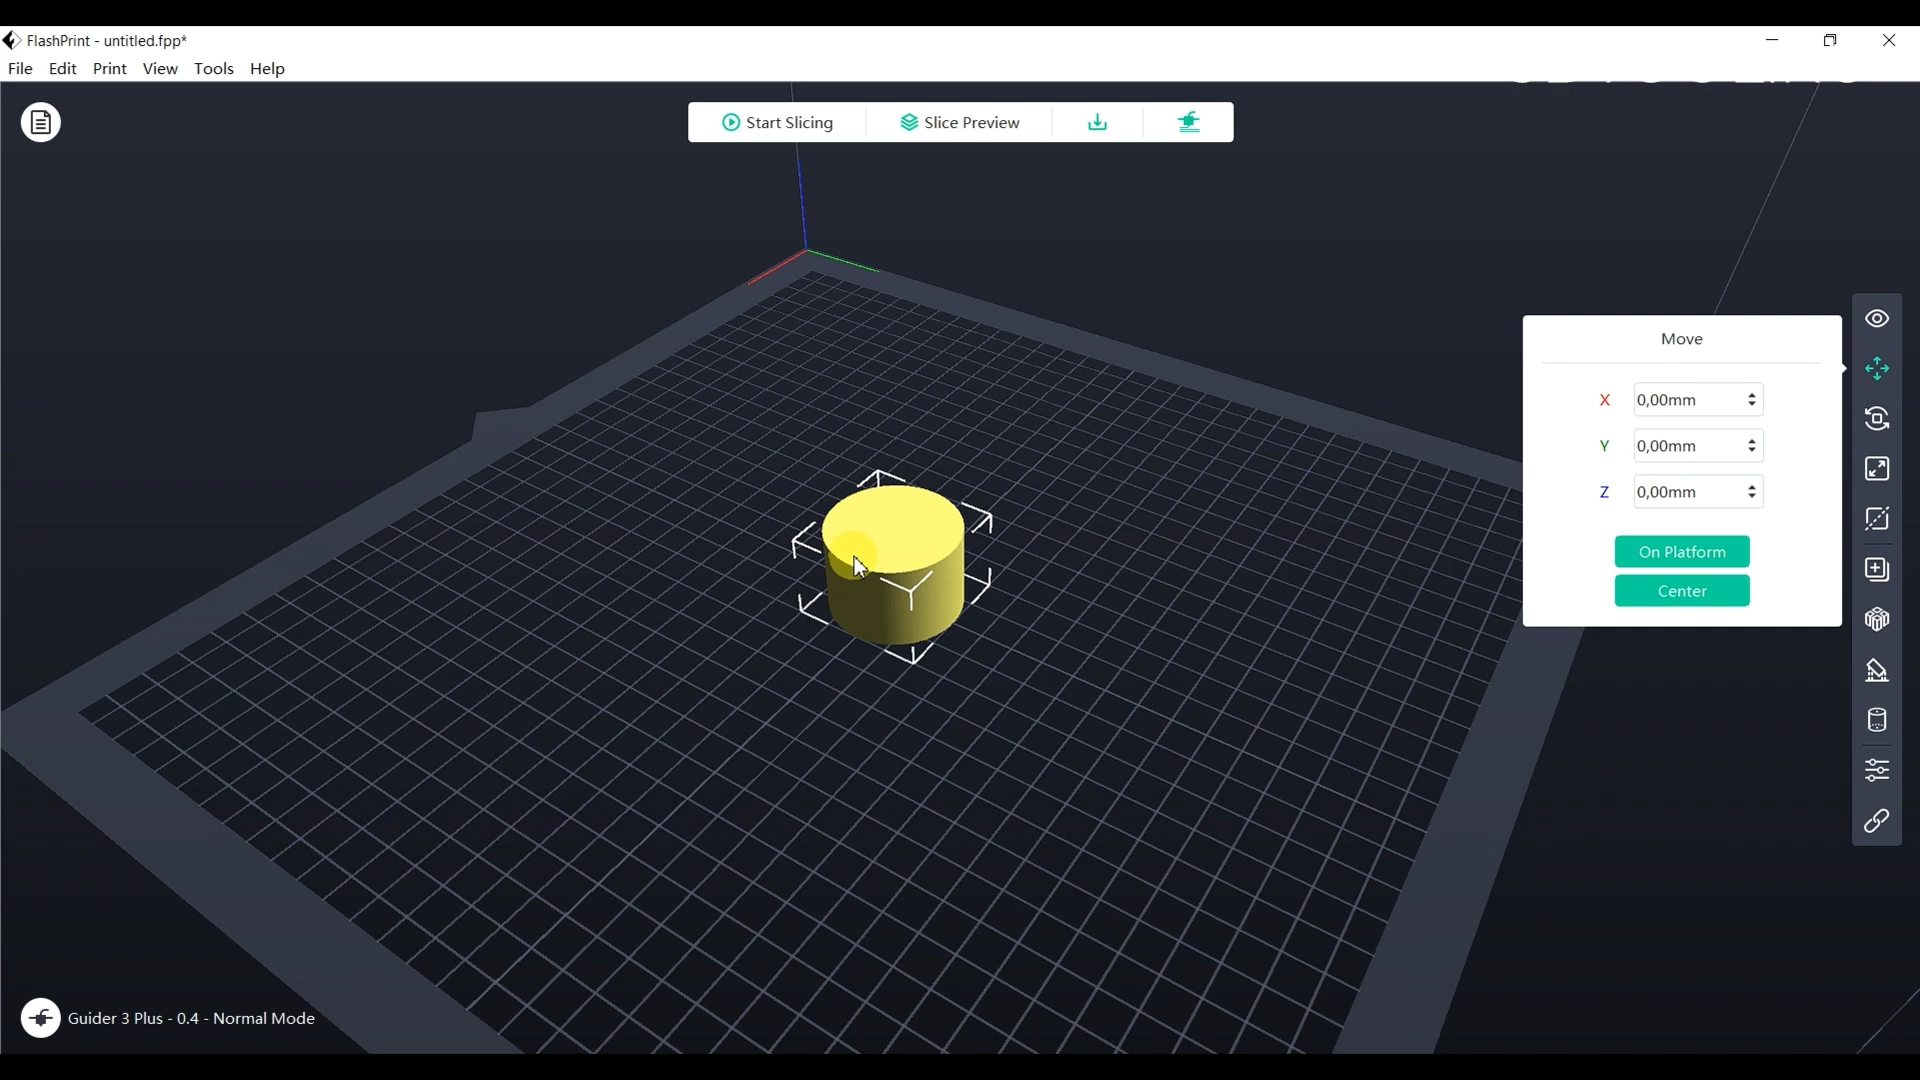 FlashPrint - untitled.fpp*
File Edit Print View Tools Help
Start Slicing Slice Preview
Move
X 0,00mm
Y 0,00mm
Z 0,00mm
On Platform
Center
Guider 3 Plus - 0.4 - Normal Mode